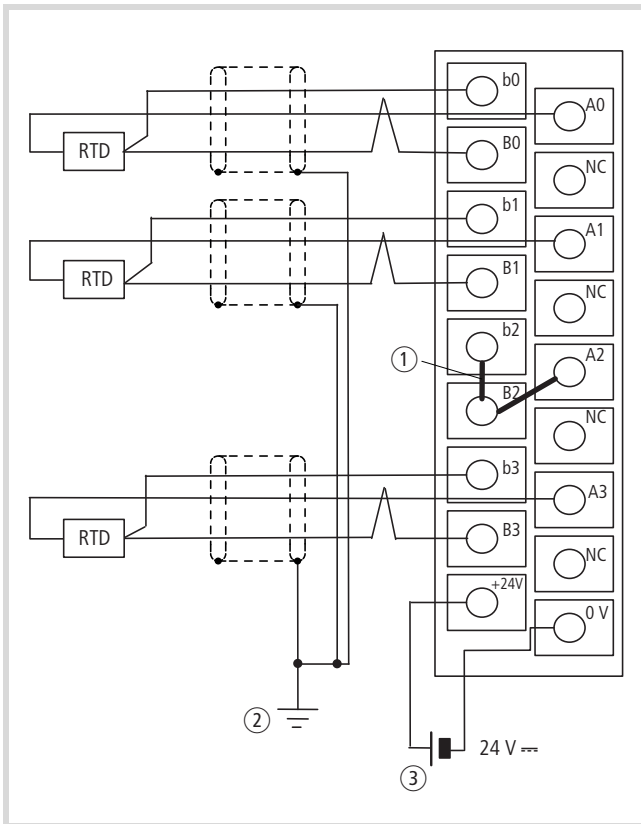 b0
A0
RTD
B0
NC
b1
A1
RTD
B1
NC
b2
①
A2
B2
NC
b3
A3
RTD
B3
NC
+24V
0 V
②
24 V ⎓
③